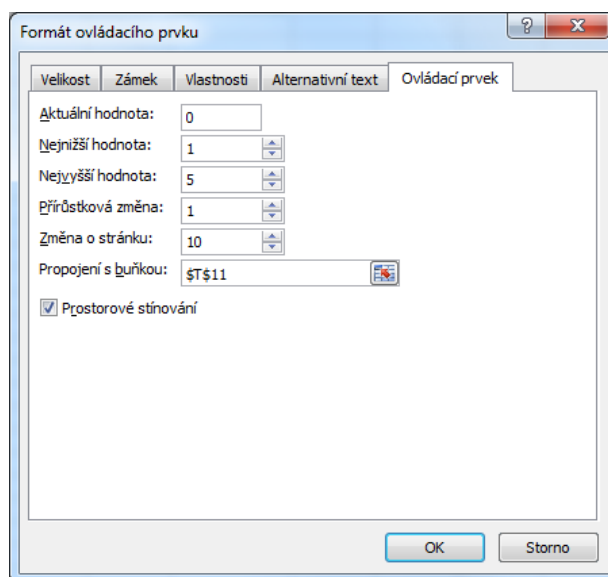 Formát ovládacího prvku
Velikost Zámek Vlastnosti Alternativní text Ovládací prvek
Aktuální hodnota: 0
Nejnižší hodnota: 1
Nejvyšší hodnota: 5
Přírůstková změna: 1
Změna o stránku: 10
Propojení s buňkou: $T$11
Prostorové stínování
OK Storno